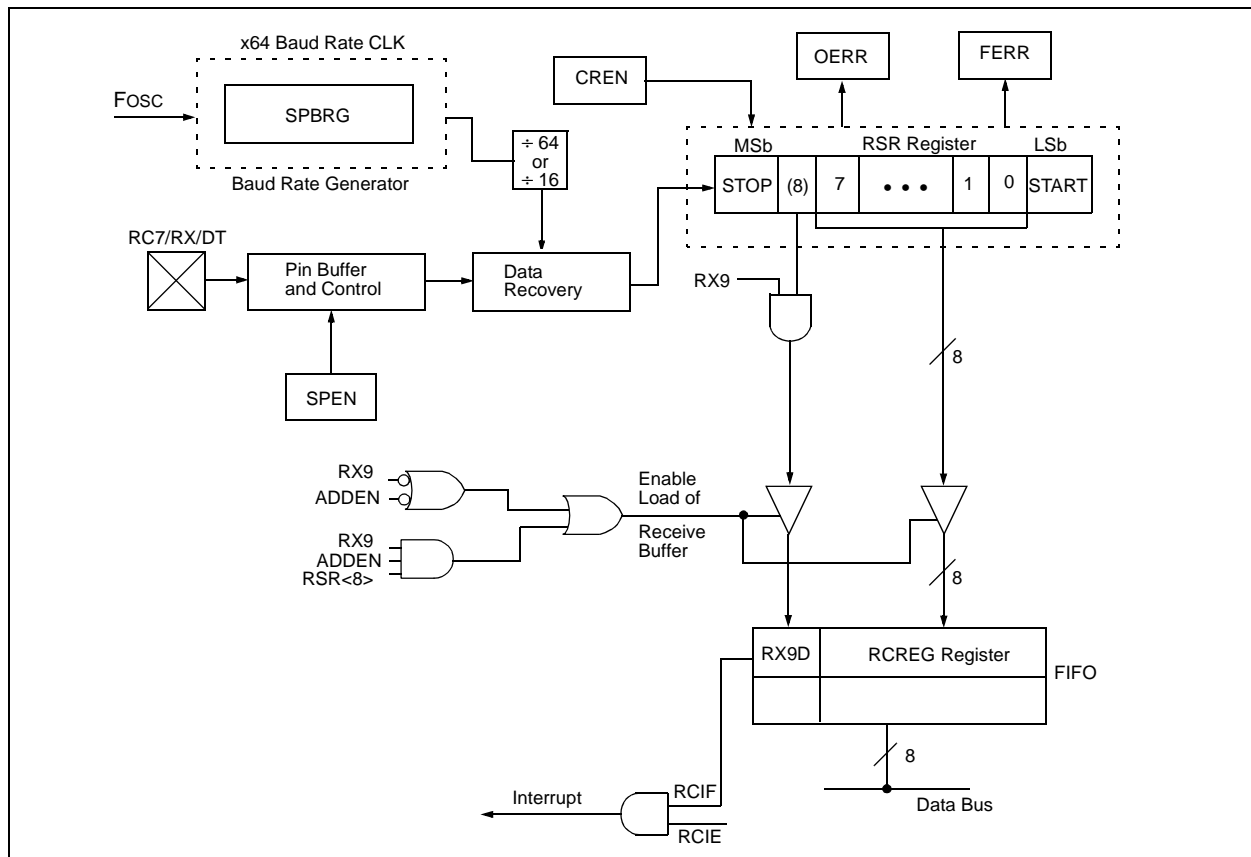 x64 Baud Rate CLK
FOSC
SPBRG
Baud Rate Generator
÷ 64
or
÷ 16
CREN
OERR
FERR
MSb
RSR Register
LSb
STOP
(8)
7
• • •
1
0
START
RC7/RX/DT
Pin Buffer
and Control
Data
Recovery
SPEN
RX9
8
RX9
ADDEN
RX9
ADDEN
RSR<8>
Enable
Load of
Receive
Buffer
8
RX9D
RCREG Register
FIFO
8
Data Bus
Interrupt
RCIF
RCIE